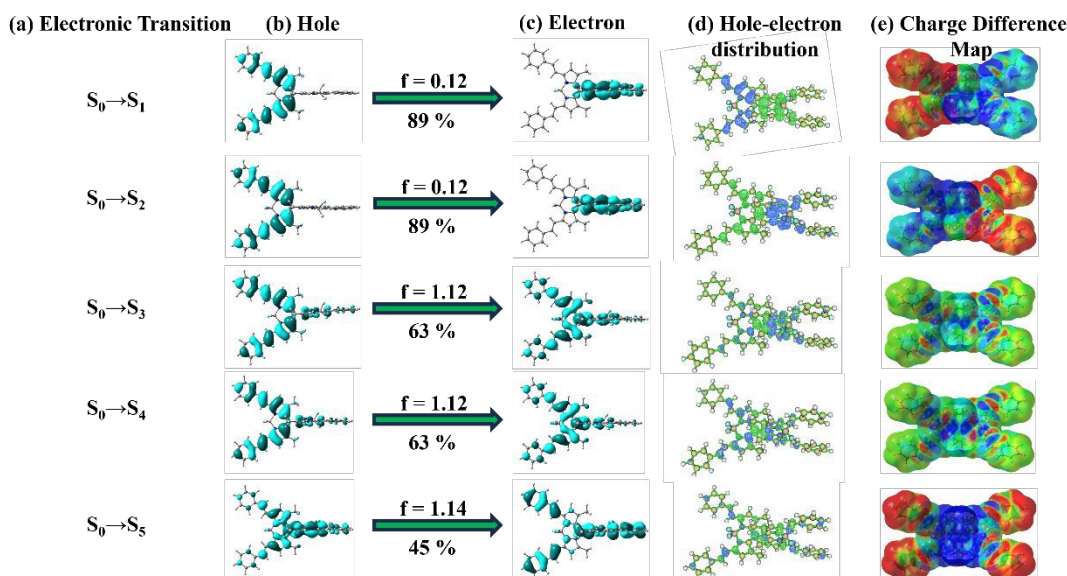 (a) Electronic Transition
(b) Hole
(c) Electron
(d) Hole-electron
distribution
(e) Charge Difference
Map
S₀→S₁
f = 0.12
89 %
S₀→S₂
f = 0.12
89 %
S₀→S₃
f = 1.12
63 %
S₀→S₄
f = 1.12
63 %
S₀→S₅
f = 1.14
45 %